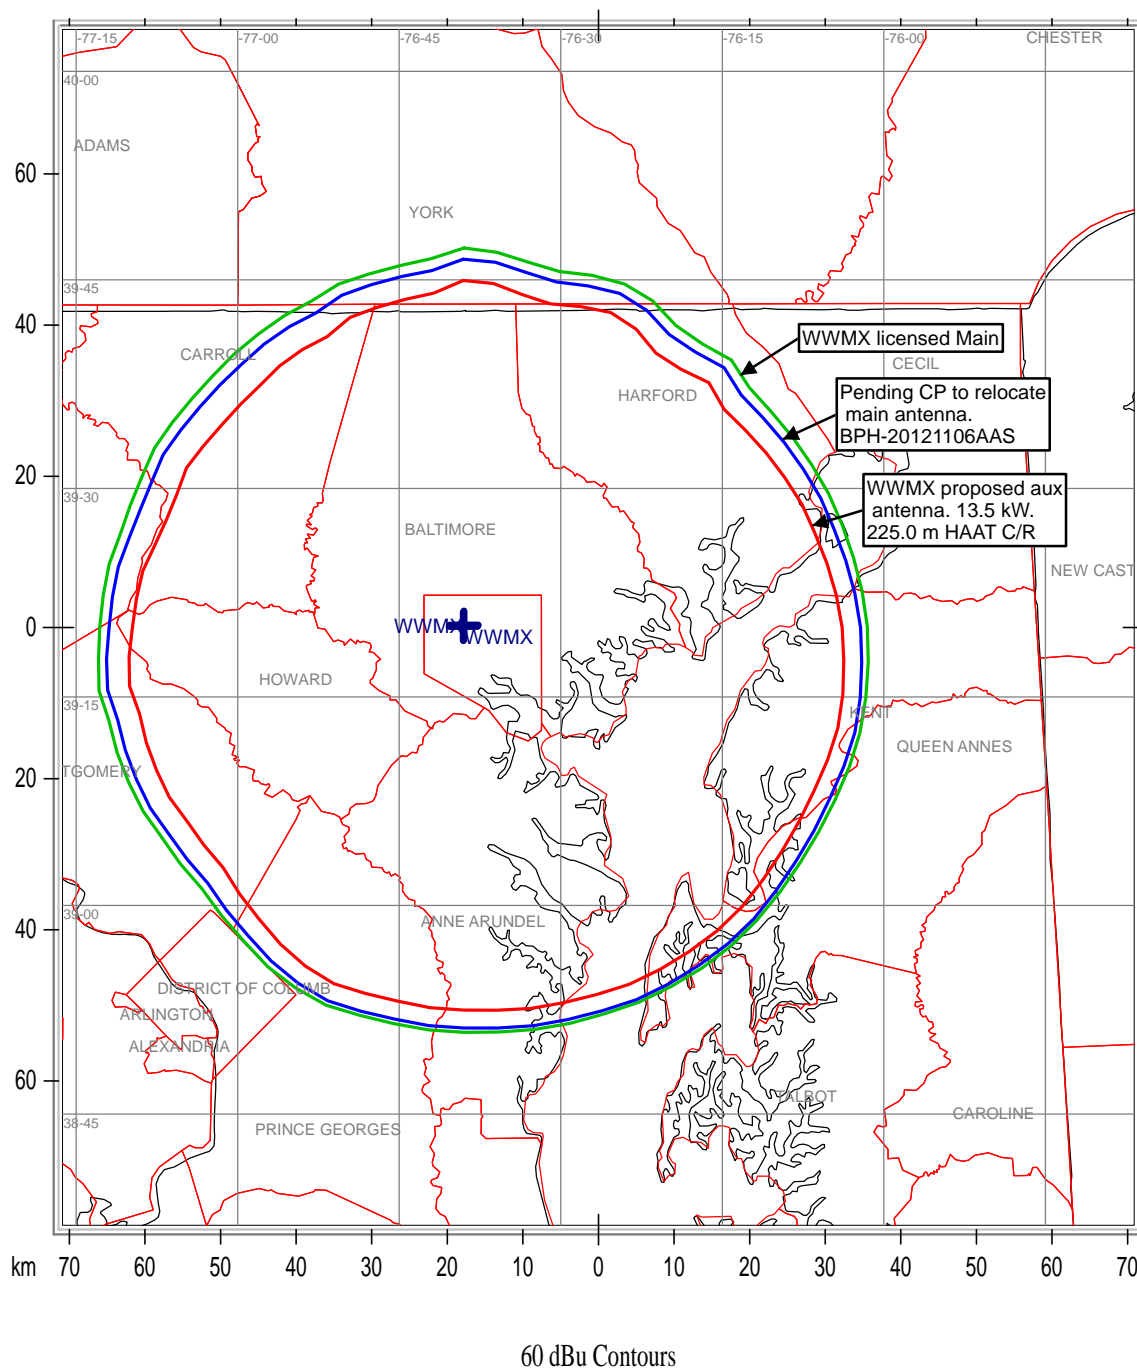 -77-15
-77-00
-76-45
-76-30
-76-15
-76-00
CHESTER
40-00
ADAMS
60
YORK
39-45
40
WWMX licensed Main
CARROLL
CECIL
HARFORD
Pending CP to relocate
main antenna.
BPH-20121106AAS
20
39-30
WWMX proposed aux
antenna. 13.5 kW.
225.0 m HAAT C/R
BALTIMORE
NEW CAST
0
WWMX
WWMX
HOWARD
39-15
KENT
QUEEN ANNES
TGOMERY
20
39-00
ANNE ARUNDEL
40
DISTRICT OF COLUMB
ARLINGTON
ALEXANDRIA
60
TALBOT
CAROLINE
38-45
PRINCE GEORGES
km 70 60 50 40 30 20 10 0 10 20 30 40 50 60 70
60 dBu Contours